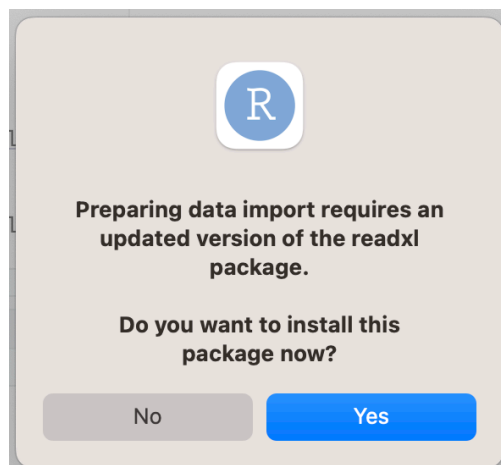 R
Preparing data import requires an
updated version of the readxl
package.
Do you want to install this
package now?
No
Yes